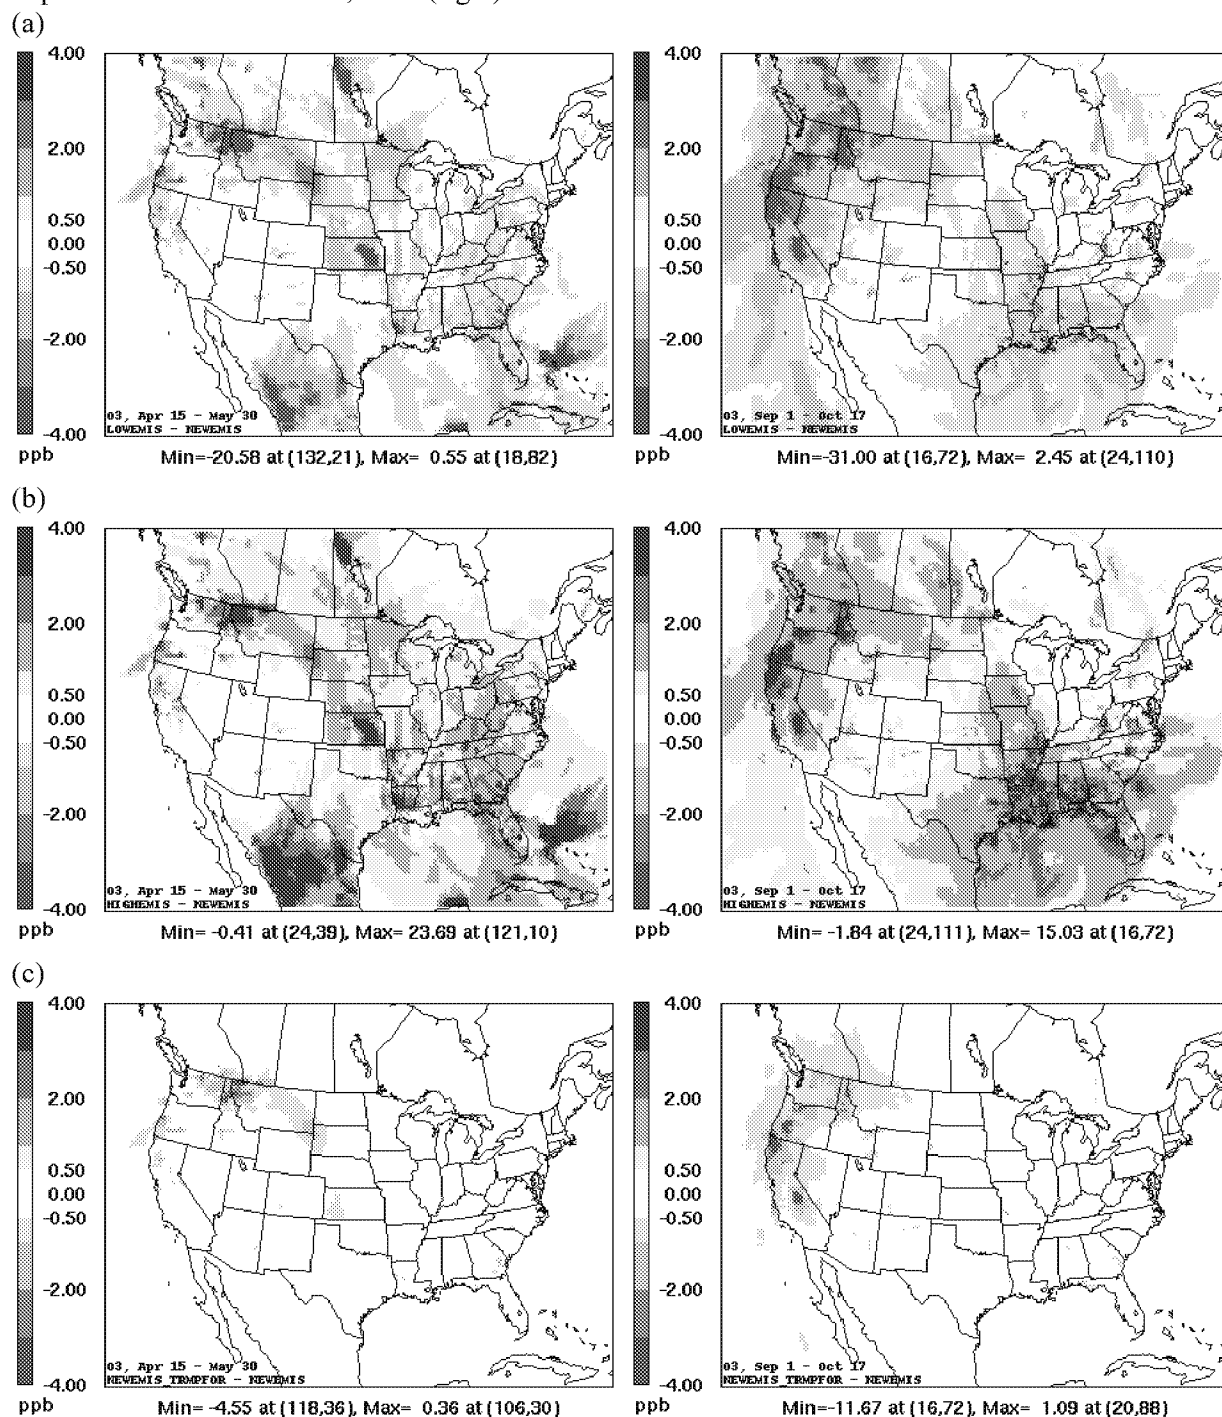 (a)
4.00
2.00
0.50
0.00
-0.50
-2.00
-4.00
ppb
O3, Apr 15 - May 30
LOWEMIS - NEWEMIS
Min=-20.58 at (132,21), Max= 0.55 at (18,82)
4.00
2.00
0.50
0.00
-0.50
-2.00
-4.00
ppb
O3, Sep 1 - Oct 17
LOWEMIS - NEWEMIS
Min=-31.00 at (16,72), Max= 2.45 at (24,110)
(b)
4.00
2.00
0.50
0.00
-0.50
-2.00
-4.00
ppb
O3, Apr 15 - May 30
HIGHEMIS - NEWEMIS
Min= -0.41 at (24,39), Max= 23.69 at (121,10)
4.00
2.00
0.50
0.00
-0.50
-2.00
-4.00
ppb
O3, Sep 1 - Oct 17
HIGHEMIS - NEWEMIS
Min= -1.84 at (24,111), Max= 15.03 at (16,72)
(c)
4.00
2.00
0.50
0.00
-0.50
-2.00
-4.00
ppb
O3, Apr 15 - May 30
NEWEMIS_TRMPFOR - NEWEMIS
Min= -4.55 at (118,36), Max= 0.36 at (106,30)
4.00
2.00
0.50
0.00
-0.50
-2.00
-4.00
ppb
O3, Sep 1 - Oct 17
NEWEMIS_TRMPFOR - NEWEMIS
Min=-11.67 at (16,72), Max= 1.09 at (20,88)